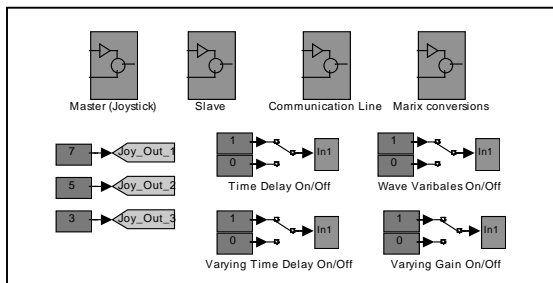 Master (Joystick) Slave Communication Line Marix conversions
7 Joy_Out_1 1 0 In1 1 0 In1
Time Delay On/Off Wave Varibales On/Off
5 Joy_Out_2
3 Joy_Out_3 1 0 In1 1 0 In1
Varying Time Delay On/Off Varying Gain On/Off